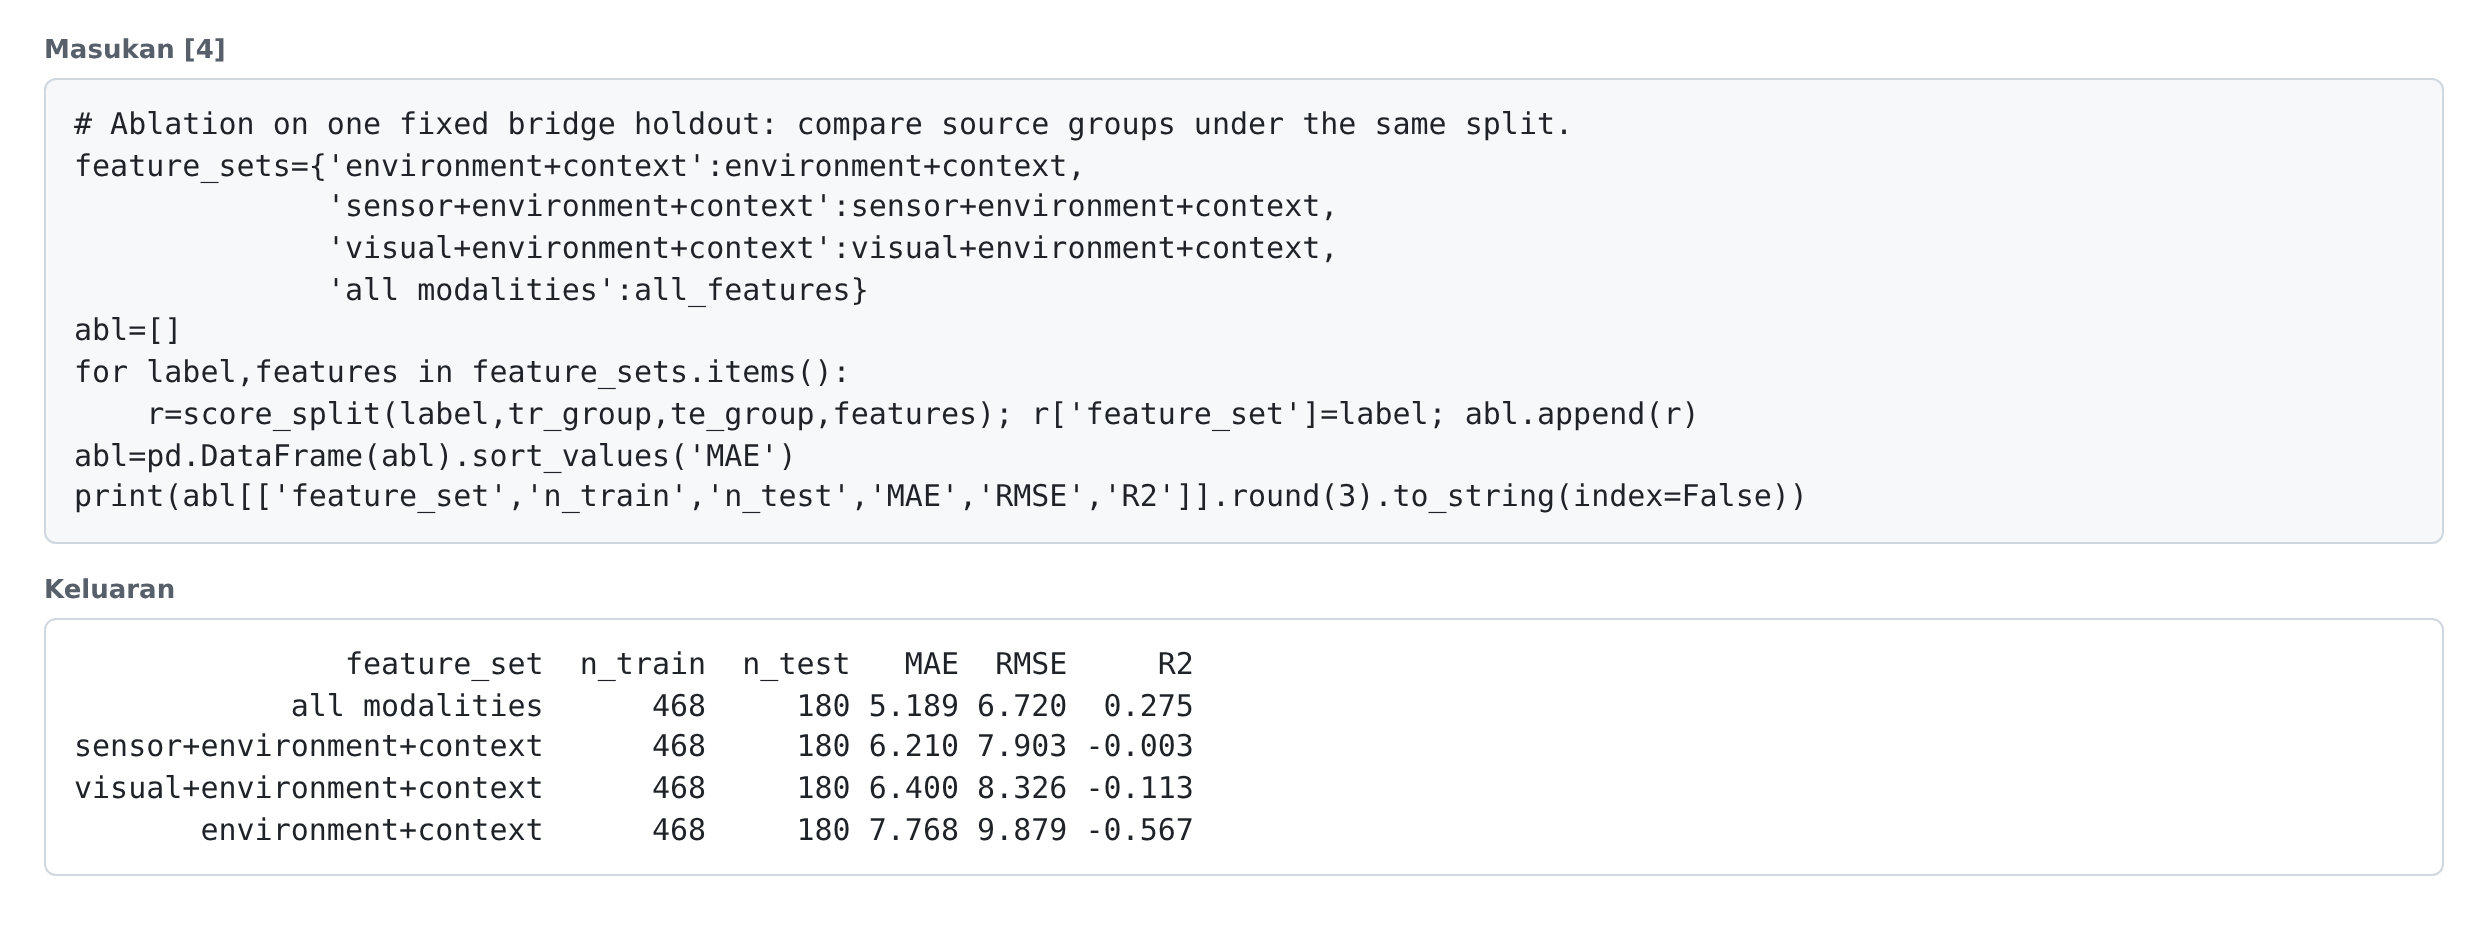 Masukan [4]
# Ablation on one fixed bridge holdout: compare source groups under the same split.
feature_sets={'environment+context':environment+context,
              'sensor+environment+context':sensor+environment+context,
              'visual+environment+context':visual+environment+context,
              'all modalities':all_features}
abl=[]
for label,features in feature_sets.items():
    r=score_split(label,tr_group,te_group,features); r['feature_set']=label; abl.append(r)
abl=pd.DataFrame(abl).sort_values('MAE')
print(abl[['feature_set','n_train','n_test','MAE','RMSE','R2']].round(3).to_string(index=False))
Keluaran
               feature_set  n_train  n_test   MAE  RMSE     R2
            all modalities      468     180 5.189 6.720  0.275
sensor+environment+context      468     180 6.210 7.903 -0.003
visual+environment+context      468     180 6.400 8.326 -0.113
       environment+context      468     180 7.768 9.879 -0.567